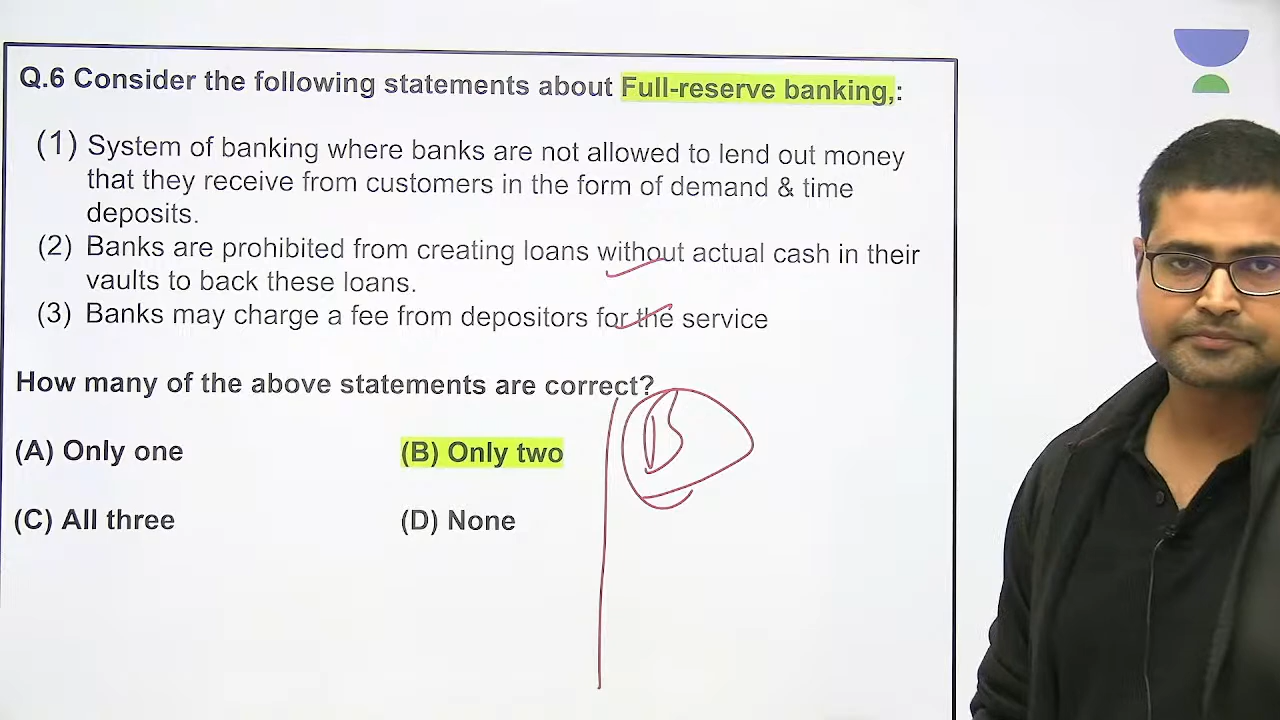 Q.6 Consider the following statements about Full-reserve banking,:
(1) System of banking where banks are not allowed to lend out money
that they receive from customers in the form of demand & time
deposits.
(2) Banks are prohibited from creating loans without actual cash in their
vaults to back these loans.
(3) Banks may charge a fee from depositors for the service
How many of the above statements are correct?
(A) Only one
(B) Only two
(C) All three
(D) None
B